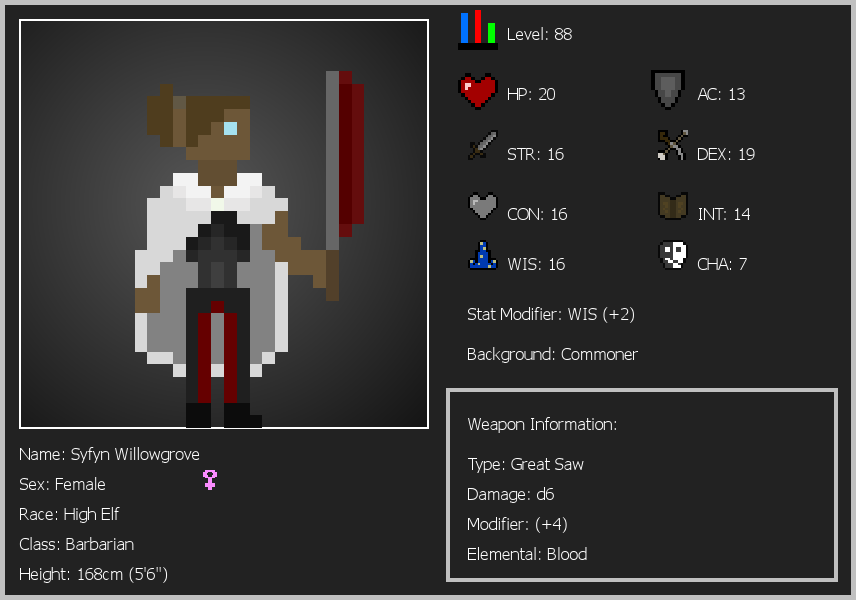 Level: 88
HP: 20
AC: 13
STR: 16
DEX: 19
CON: 16
INT: 14
WIS: 16
CHA: 7
Stat Modifier: WIS (+2)
Background: Commoner
Weapon Information:
Type: Great Saw
Damage: d6
Modifier: (+4)
Elemental: Blood
Name: Syfyn Willowgrove
Sex: Female
Race: High Elf
Class: Barbarian
Height: 168cm (5'6")